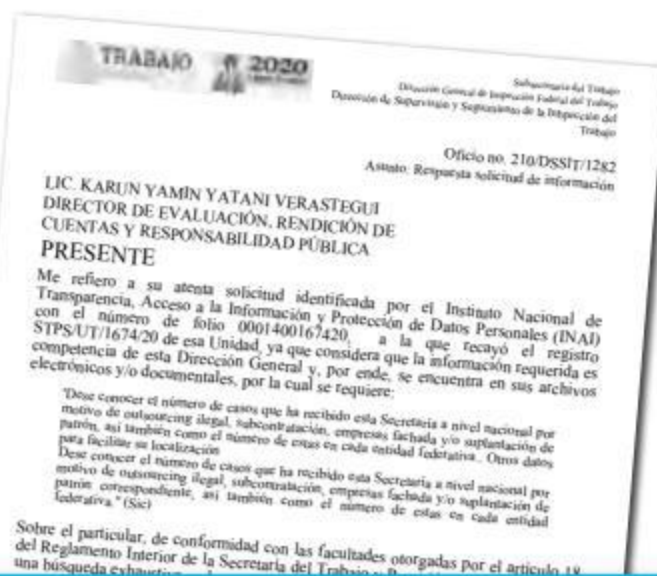 TRABAJO
2020
Subsecretaría del Trabajo
Dirección General de Inspección Federal del Trabajo
Dirección de Supervisión y Seguimiento de la Inspección del
Trabajo
Oficio no. 210/DSSIT/1282
Asunto: Respuesta solicitud de información
LIC. KARUN YAMÍN YATANI VERASTEGUI
DIRECTOR DE EVALUACIÓN, RENDICIÓN DE
CUENTAS Y RESPONSABILIDAD PÚBLICA
PRESENTE
Me refiero a su atenta solicitud identificada por el Instituto Nacional de
Transparencia, Acceso a la Información y Protección de Datos Personales (INAI)
con el número de folio 0001400167420, a la que recayó el registro
STPS/UT/1674/20 de esa Unidad, ya que considera que la información requerida es
competencia de esta Dirección General y, por ende, se encuentra en sus archivos
electrónicos y/o documentales, por la cual se requiere:
"Dese conocer el número de casos que ha recibido esta Secretaría a nivel nacional por
motivo de outsourcing ilegal, subcontratación, empresas fachada y/o suplantación de
patrón, así también como el número de estas en cada entidad federativa.. Otros datos
para facilitar su localización
Dese conocer el número de casos que ha recibido esta Secretaría a nivel nacional por
motivo de outsourcing ilegal, subcontratación, empresas fachada y/o suplantación de
patrón correspondiente, así también como el número de estas en cada entidad
federativa." (Sic)
Sobre el particular, de conformidad con las facultades otorgadas por el artículo 18
del Reglamento Interior de la Secretaría del Trabajo y
una búsqueda exhaustiva